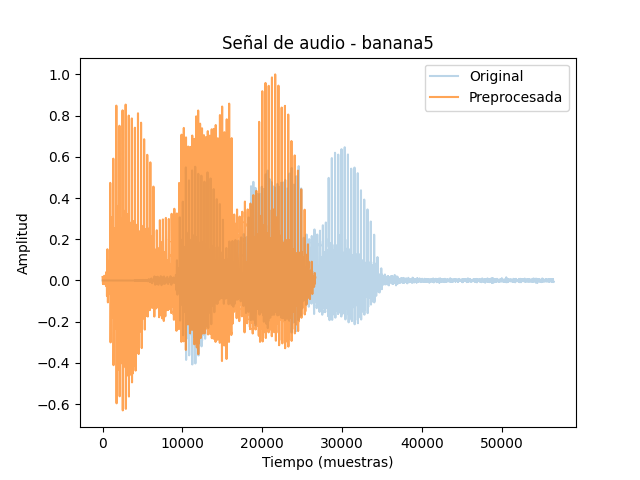 Señal de audio - banana5
Original
Preprocesada
Amplitud
1.0
0.8
0.6
0.4
0.2
0.0
−0.2
−0.4
−0.6
0 10000 20000 30000 40000 50000
Tiempo (muestras)